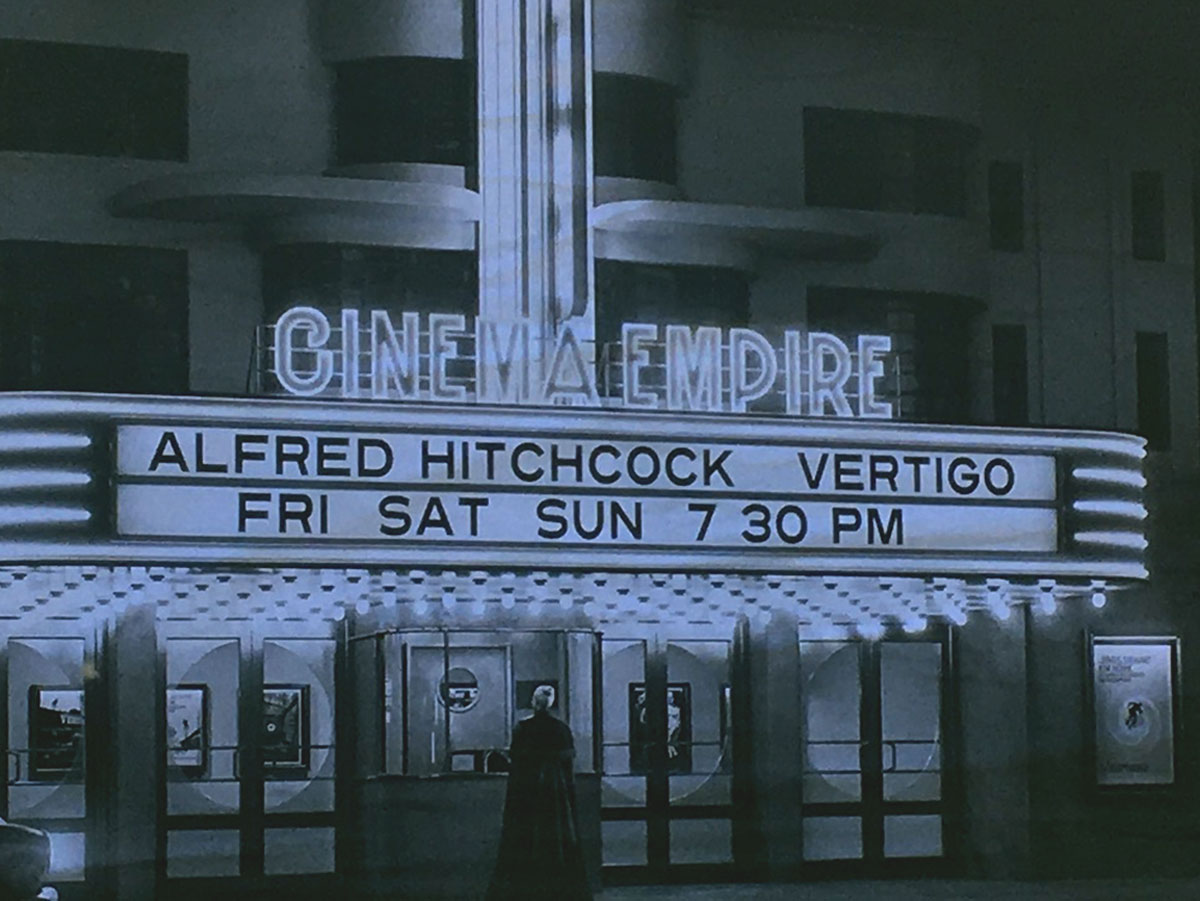 CINEMA EMPIRE
ALFRED HITCHCOCK VERTIGO
FRI SAT SUN 7 30 PM